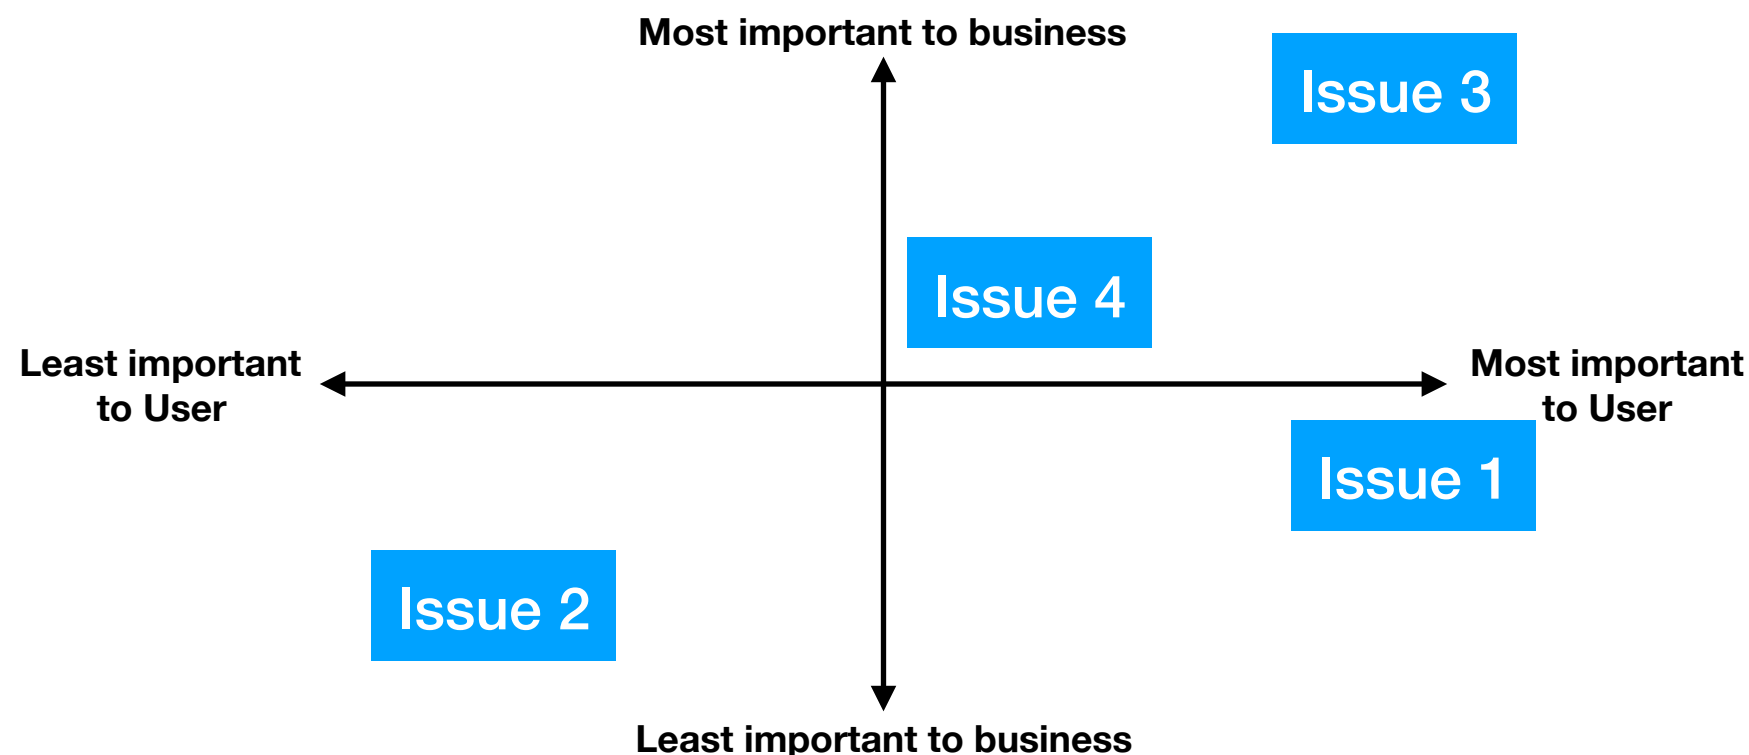 Most important to business
Issue 3
Issue 4
Least important
to User
Most important
to User
Issue 1
Issue 2
Least important to business